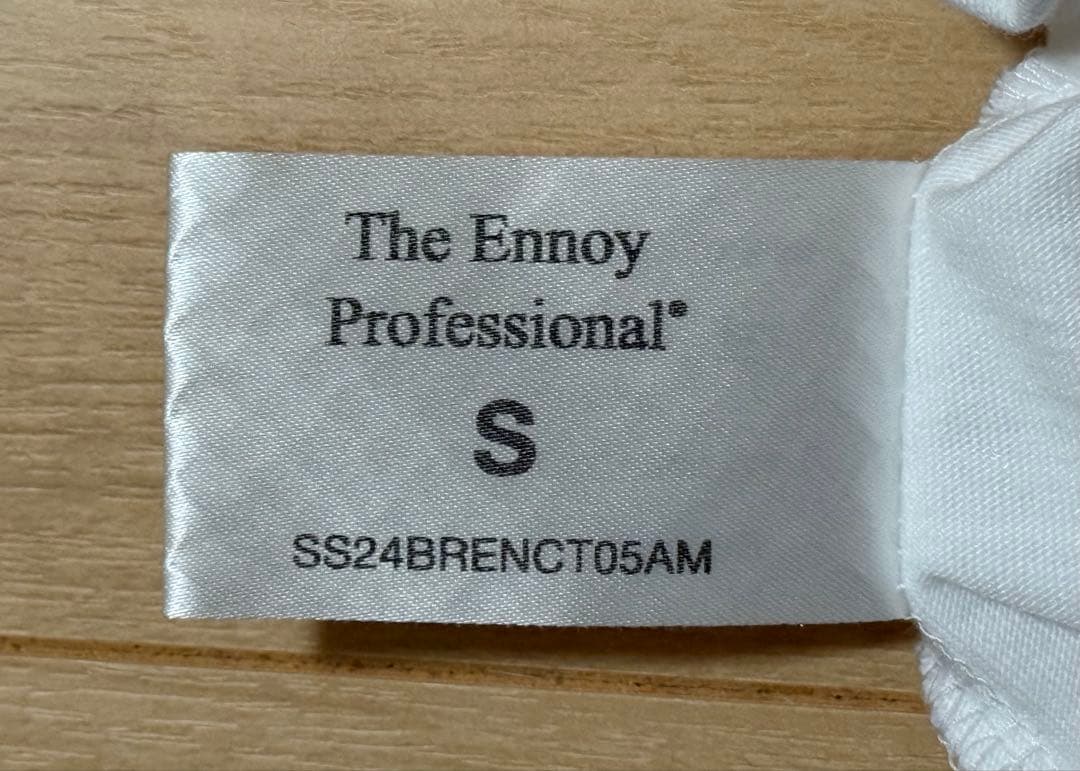 The Ennoy
Professional®
S
SS24BRENCT05AM